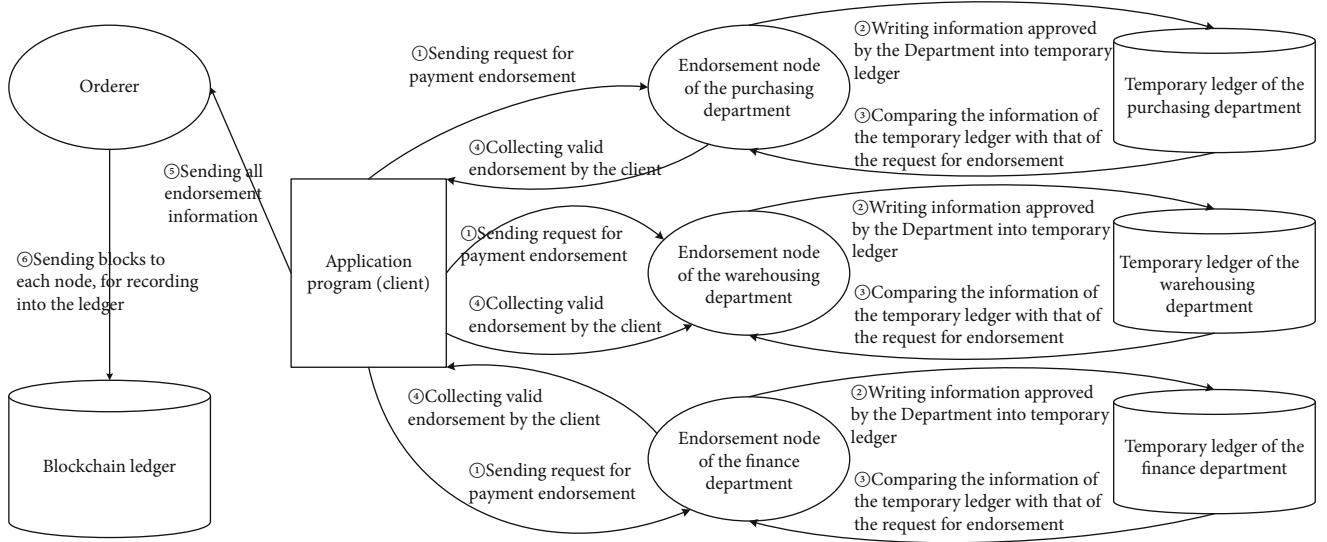 Orderer
⑤Sending all
endorsement
information
⑥Sending blocks to
each node, for recording
into the ledger
Blockchain ledger
Application
program (client)
①Sending request for
payment endorsement
④Collecting valid
endorsement by the client
Endorsement node
of the purchasing
department
②Writing information approved
by the Department into temporary
ledger
③Comparing the information of
the temporary ledger with that of
the request for endorsement
Temporary ledger of the
purchasing department
①Sending request for
payment endorsement
④Collecting valid
endorsement by the client
Endorsement node
of the warehousing
department
②Writing information approved
by the Department into temporary
ledger
③Comparing the information of
the temporary ledger with that of
the request for endorsement
Temporary ledger of the
warehousing
department
④Collecting valid
endorsement by the client
①Sending request for
payment endorsement
Endorsement node
of the finance
department
②Writing information approved
by the Department into temporary
ledger
③Comparing the information of
the temporary ledger with that of
the request for endorsement
Temporary ledger of the
finance department